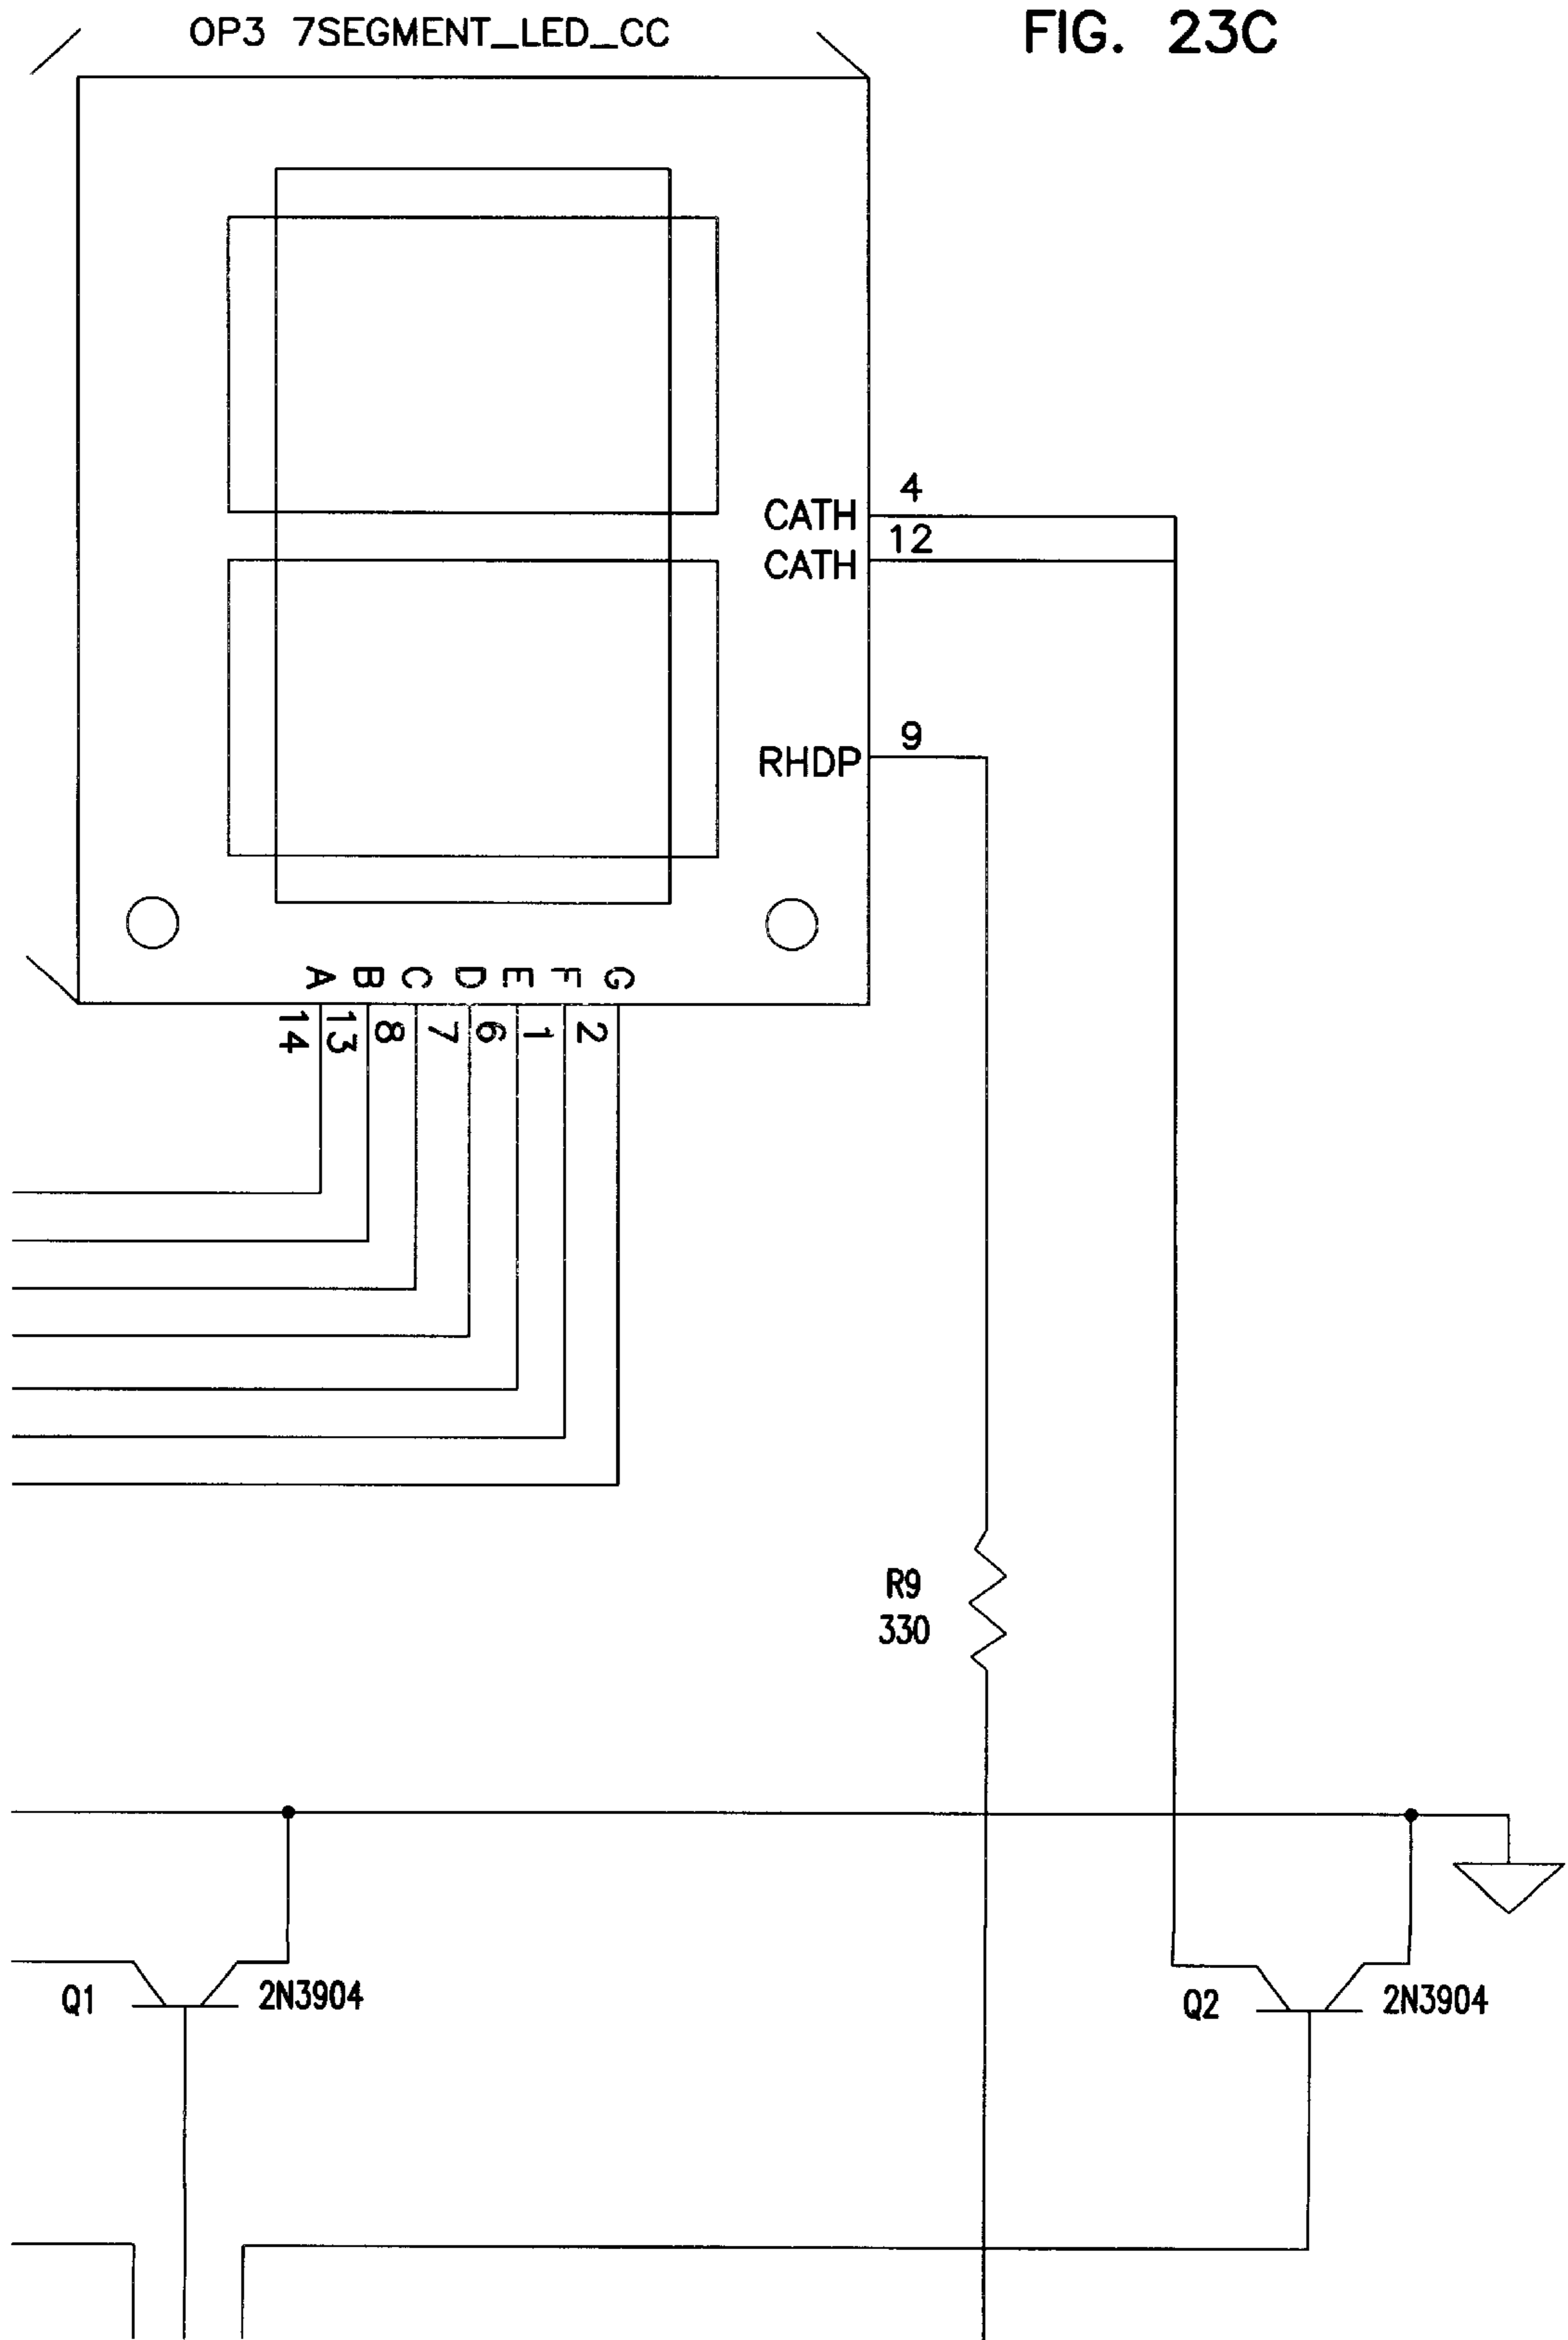 OP3 7SEGMENT_LED_CC
FIG. 23C
4
CATH
12
CATH
9
RHDP
A B C D E F G
14 13 8 7 6 1 2
R9
330
Q1
2N3904
Q2
2N3904